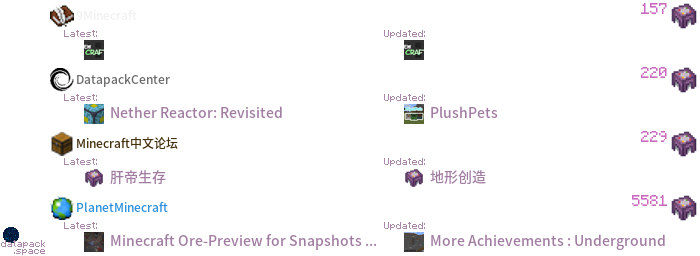 9Minecraft
157
Latest:
Updated:
DatapackCenter
220
Latest:
Updated:
Nether Reactor: Revisited
PlushPets
Minecraft中文论坛
229
Latest:
Updated:
肝帝生存
地形创造
PlanetMinecraft
5581
Latest:
Updated:
Minecraft Ore-Preview for Snapshots ...
More Achievements : Underground
datapack
.space